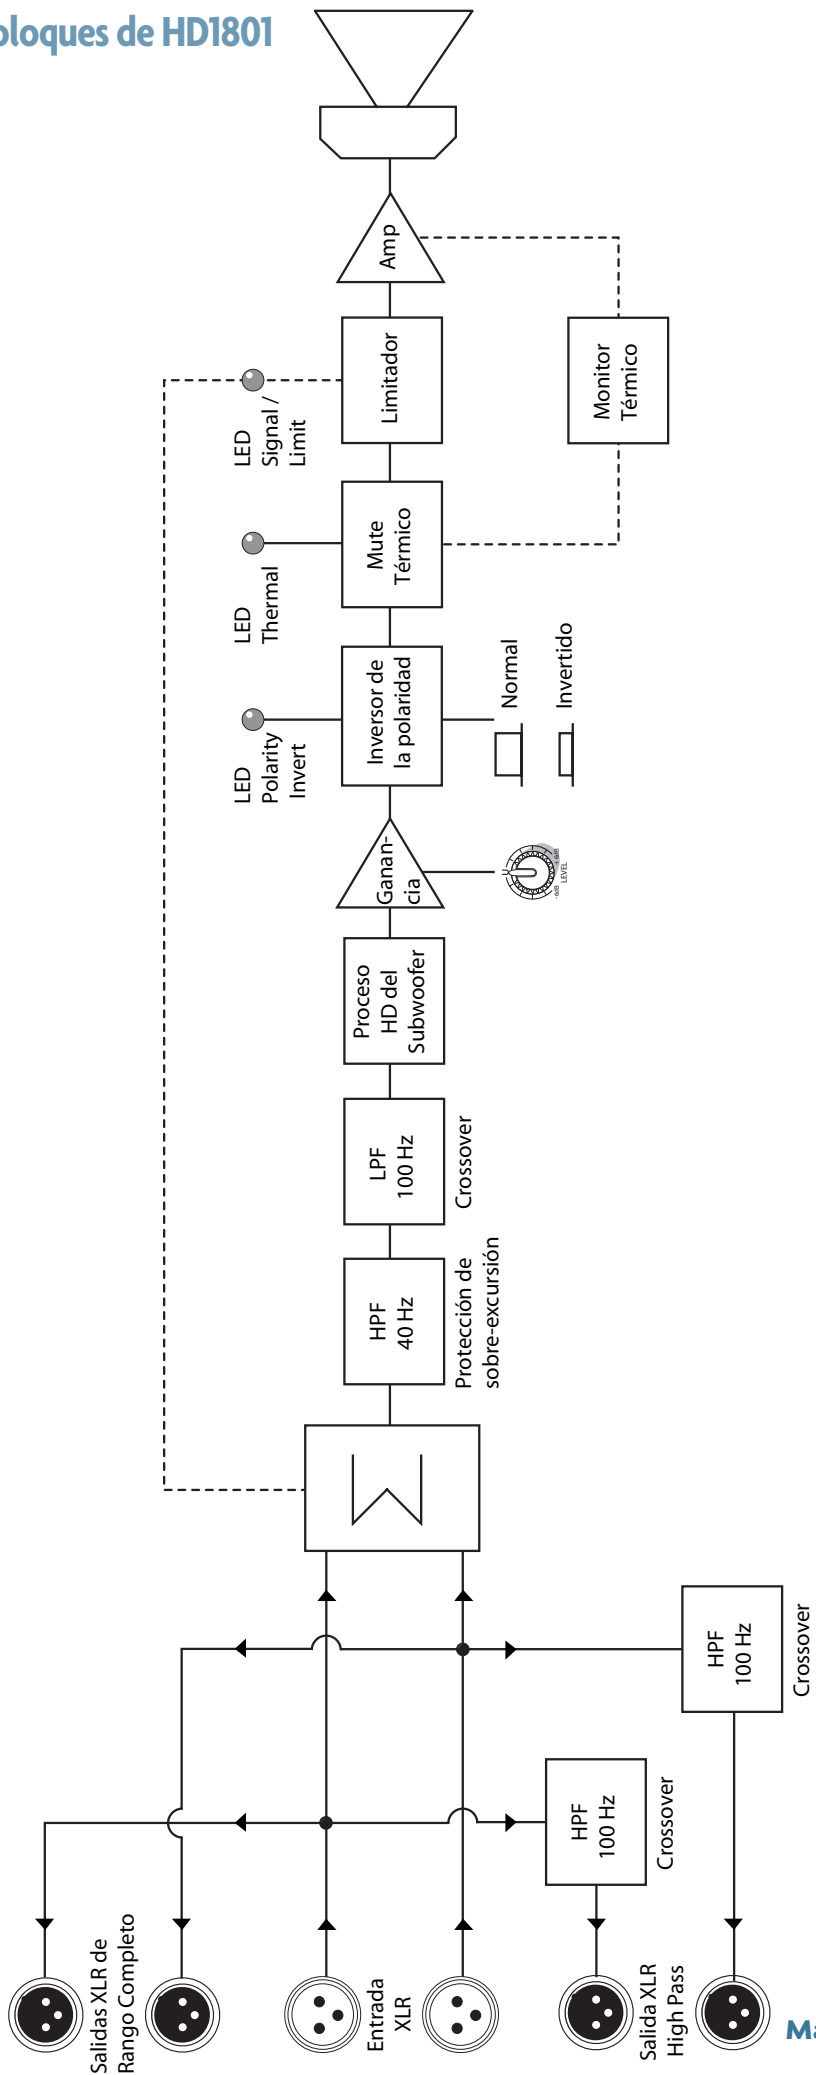 bloques de HD1801
Amp
Limitador
Monitor
Térmico
LED
Signal /
Limit
Mute
Térmico
LED
Thermal
Inversor de
la polaridad
LED
Polarity
Invert
Normal
Invertido
Ganan-
cia
U
-6dB
+6dB
LEVEL
Proceso
HD del
Subwoofer
LPF
100 Hz
Crossover
HPF
40 Hz
Protección de
sobre-excursión
Σ
HPF
100 Hz
Crossover
HPF
100 Hz
Crossover
Salidas XLR de
Rango Completo
Entrada
XLR
Salida XLR
High Pass
Ma